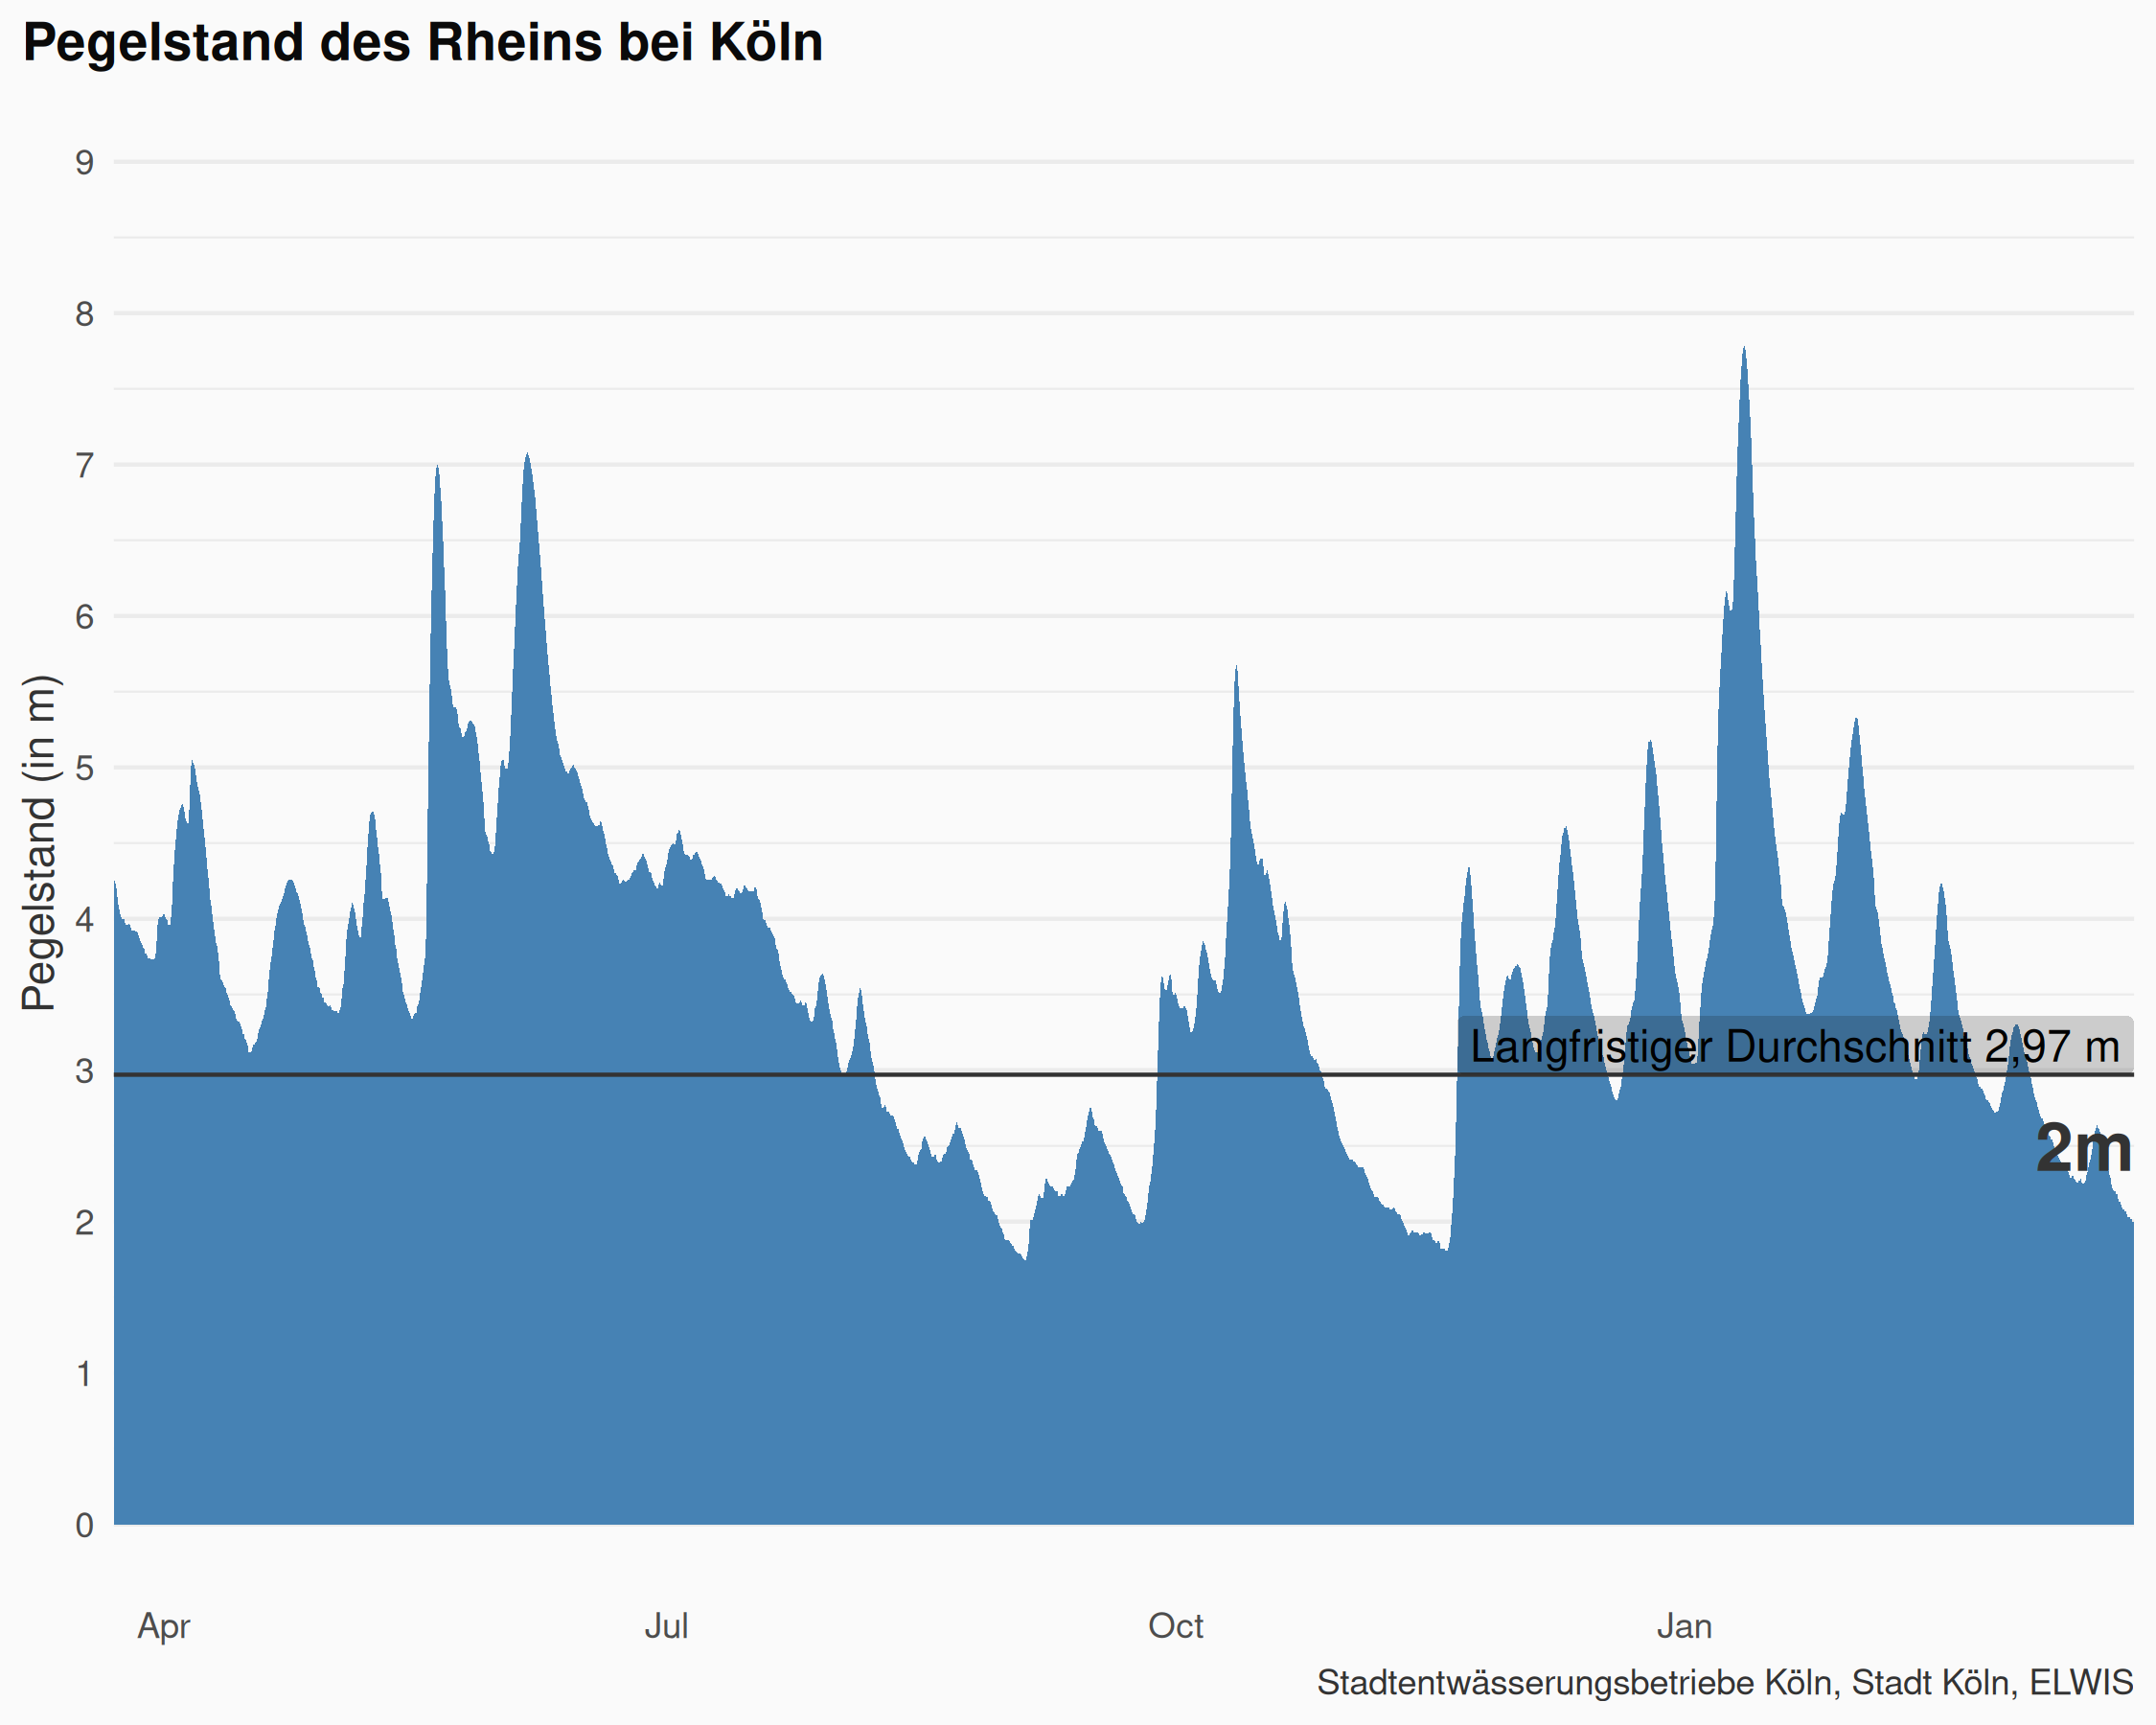 Pegelstand des Rheins bei Köln
Pegelstand (in m)
9
8
7
6
5
4
3
2
1
0
Langfristiger Durchschnitt 2,97 m
2m
Apr Jul Oct Jan
Stadtentwässerungsbetriebe Köln, Stadt Köln, ELWIS